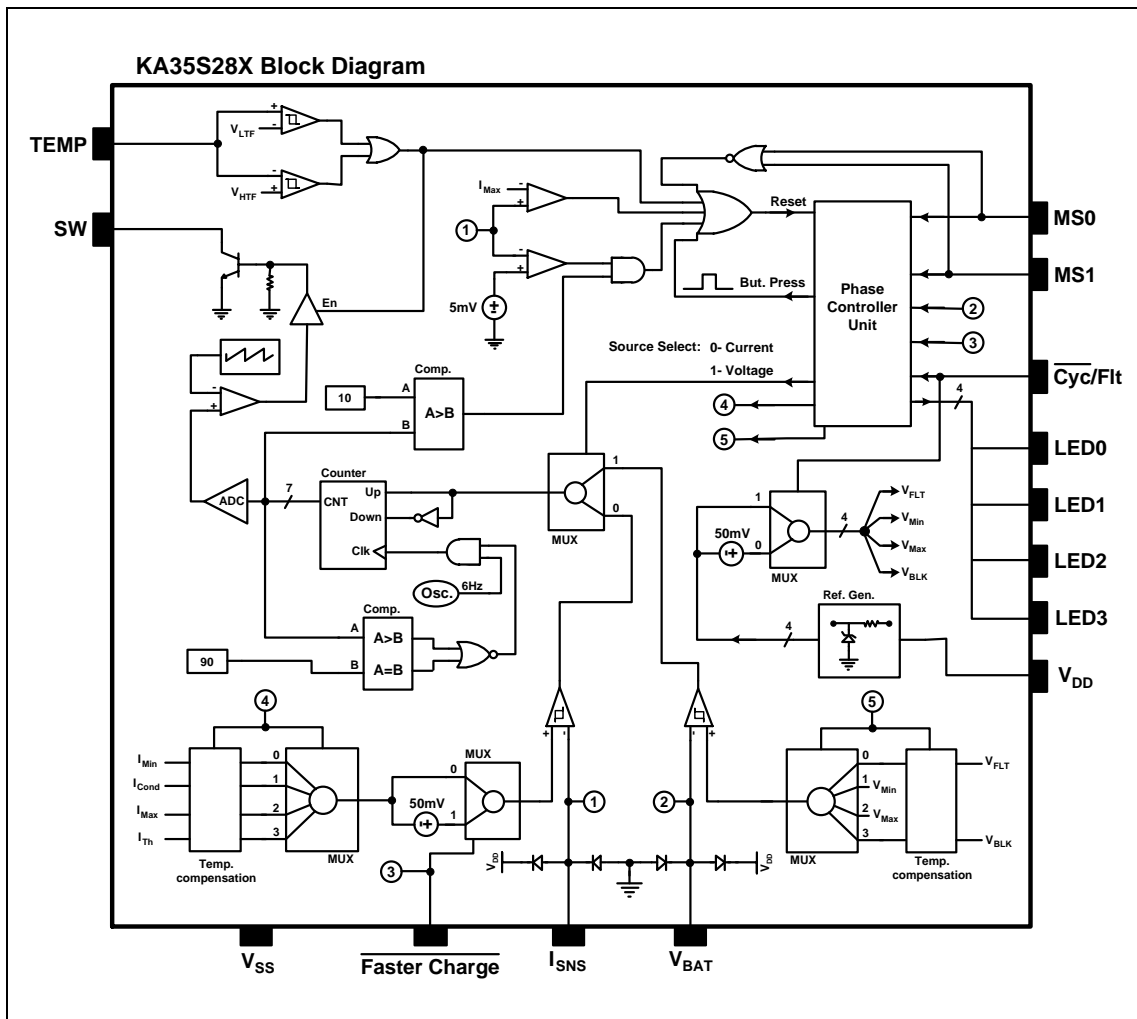 KA35S28X Block Diagram
TEMP
+
V_LTF
-
-
V_HTF
+
SW
En
-
+
ADC
7
I_Max
-
+
1
-
+
5mV
±
Reset
But. Press
Phase
Controller
Unit
Source Select: 0- Current
1- Voltage
4
5
MS0
MS1
2
3
Cyc/Flt
4
LED0
LED1
LED2
LED3
V_DD
Comp.
10
A
B
A>B
Counter
CNT
Up
Down
Clk
Osc.
6Hz
1
0
MUX
Comp.
A
90
B
A>B
A=B
1
50mV
0
- +
MUX
4
V_FLT
V_Min
V_Max
V_BLK
Ref. Gen.
4
4
I_Min
I_Cond
I_Max
I_Th
0
1
2
3
Temp.
compensation
MUX
50mV
- +
0
1
MUX
3
+
-
1
-
+
2
V_DD
V_DD
5
0
1
V_Min
2
V_Max
3
MUX
V_FLT
V_BLK
Temp.
compensation
V_SS
Faster Charge
I_SNS
V_BAT